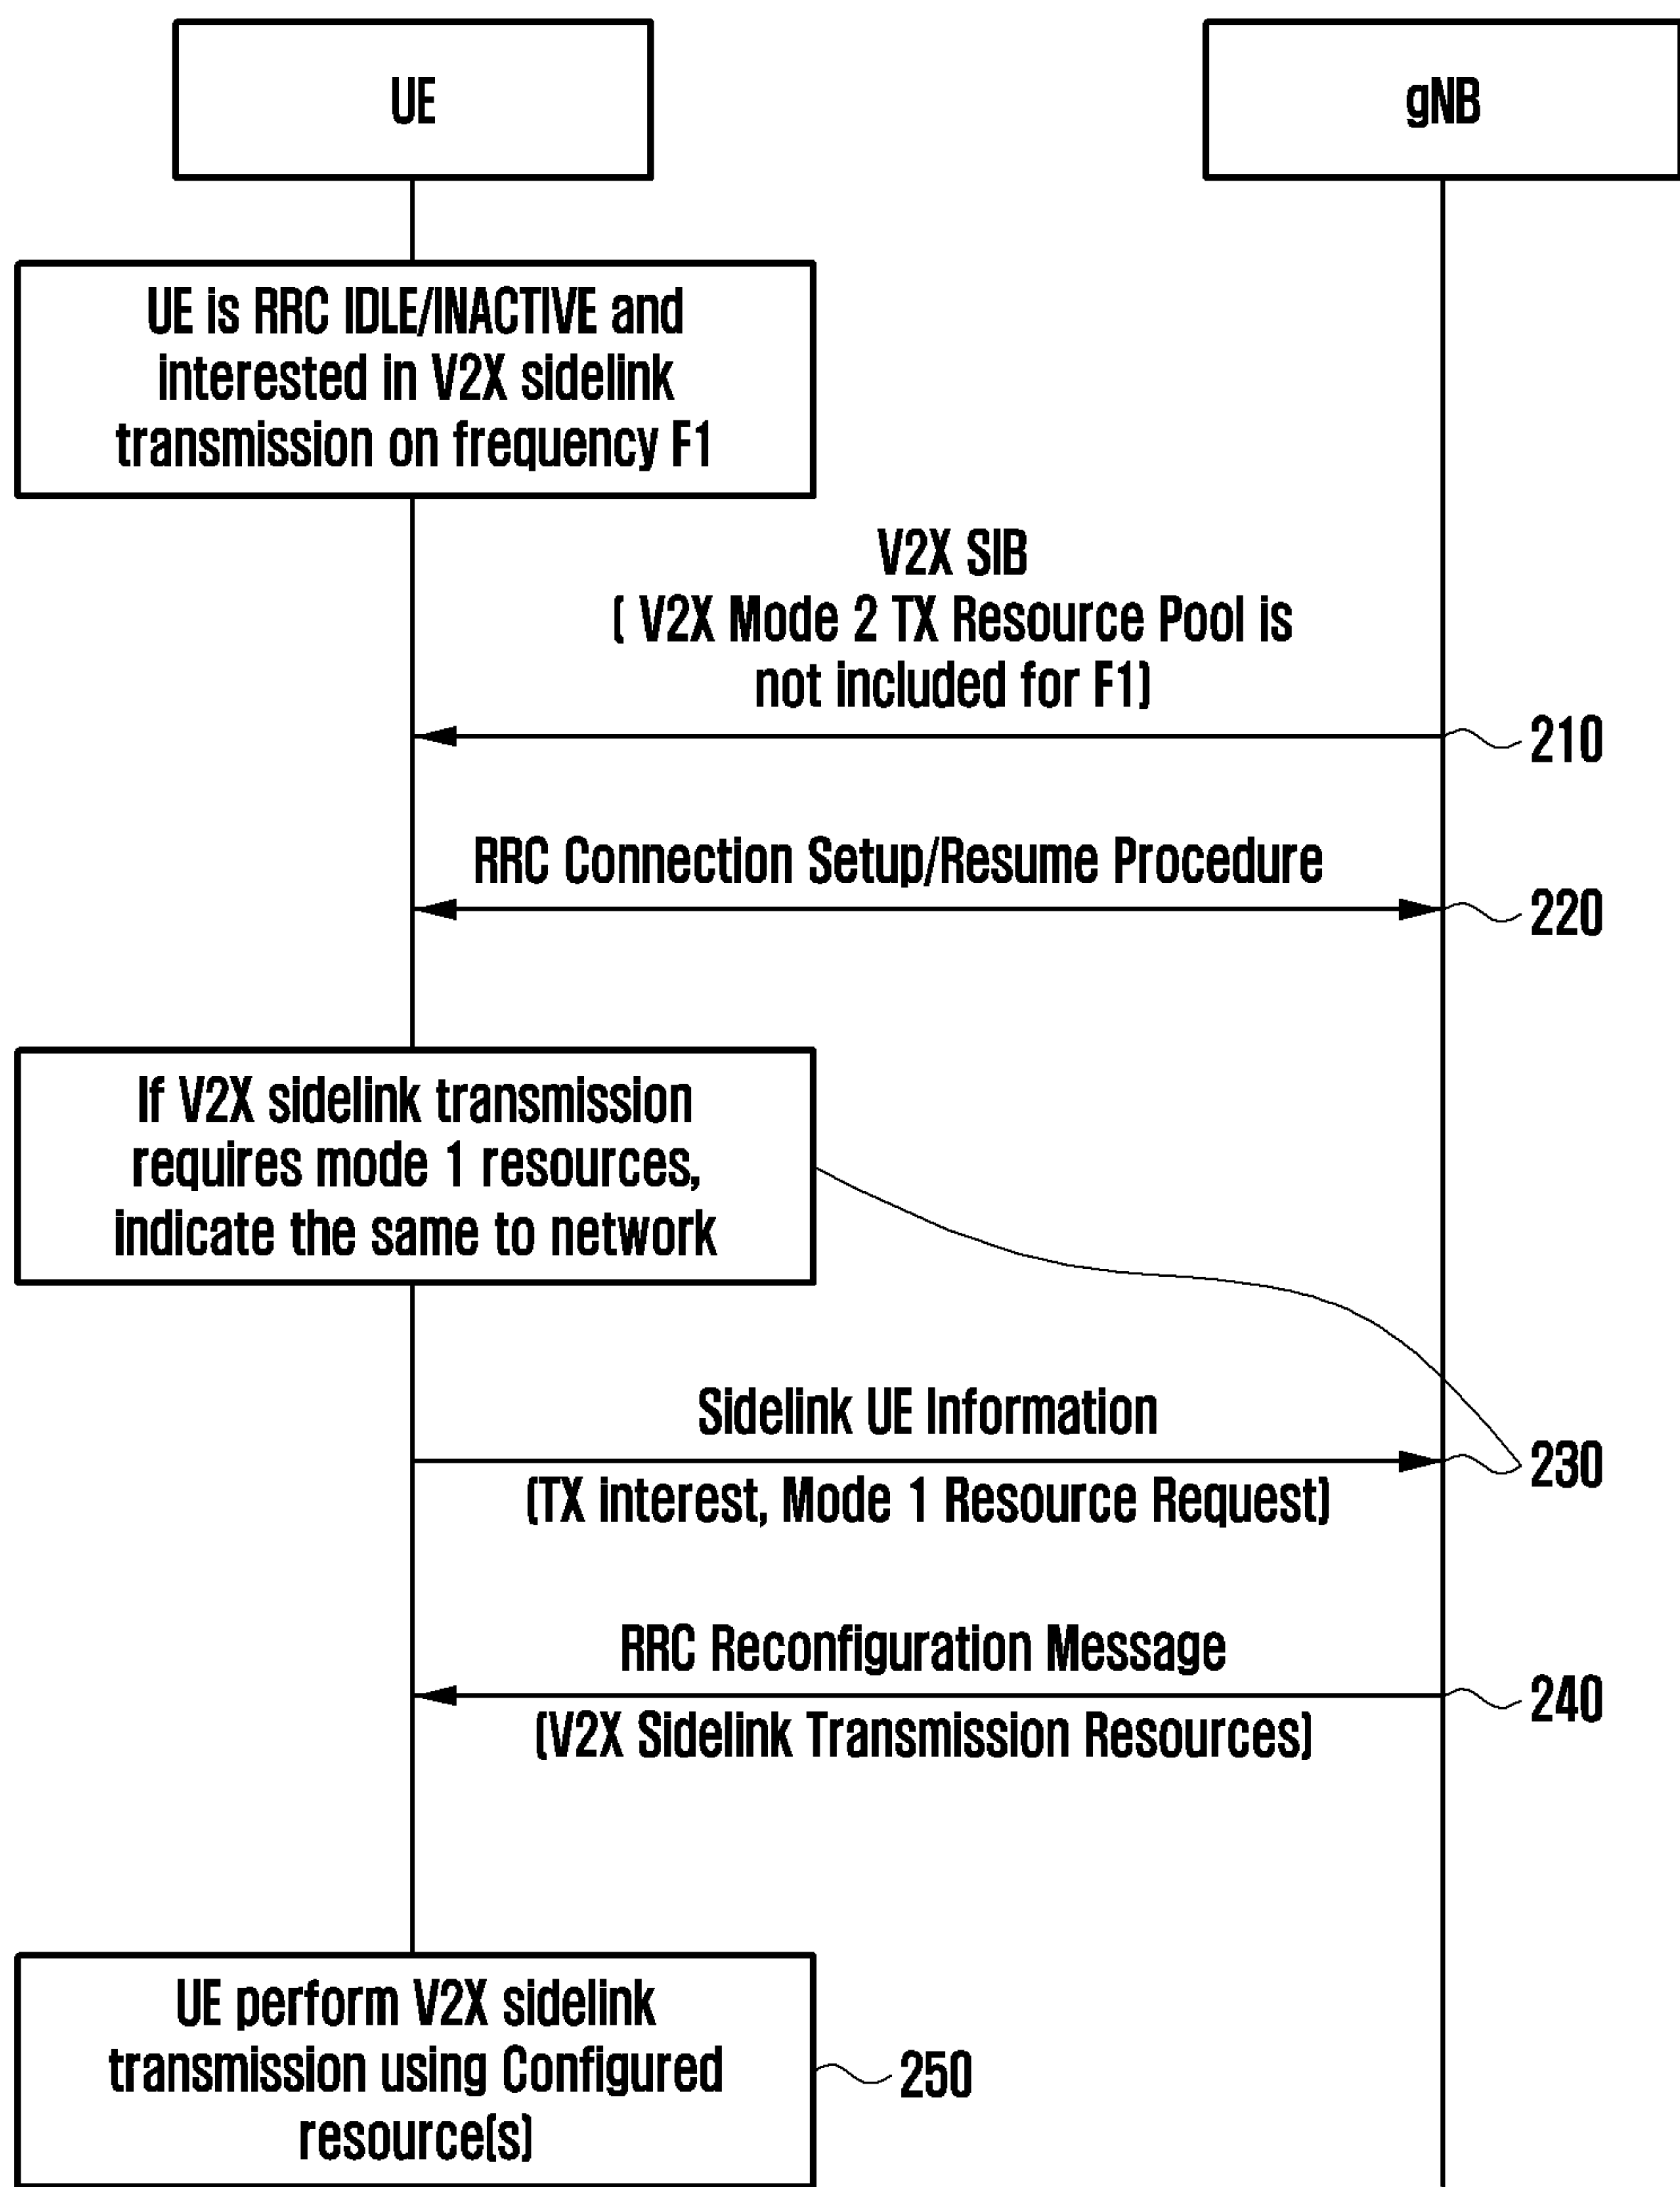 UE
gNB
UE is RRC IDLE/INACTIVE and
interested in V2X sidelink
transmission on frequency F1
V2X SIB
( V2X Mode 2 TX Resource Pool is
not included for F1)
210
RRC Connection Setup/Resume Procedure
220
If V2X sidelink transmission
requires mode 1 resources,
indicate the same to network
Sidelink UE Information
(TX interest, Mode 1 Resource Request)
230
RRC Reconfiguration Message
(V2X Sidelink Transmission Resources)
240
UE perform V2X sidelink
transmission using Configured
resource(s)
250